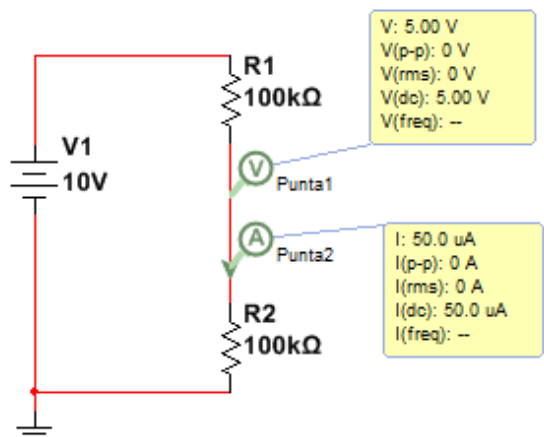 V: 5.00 V
V(p-p): 0 V
V(rms): 0 V
V(dc): 5.00 V
V(freq): --
R1
100kΩ
V1
10V
V
Punta1
A
Punta2
I: 50.0 uA
I(p-p): 0 A
I(rms): 0 A
I(dc): 50.0 uA
I(freq): --
R2
100kΩ